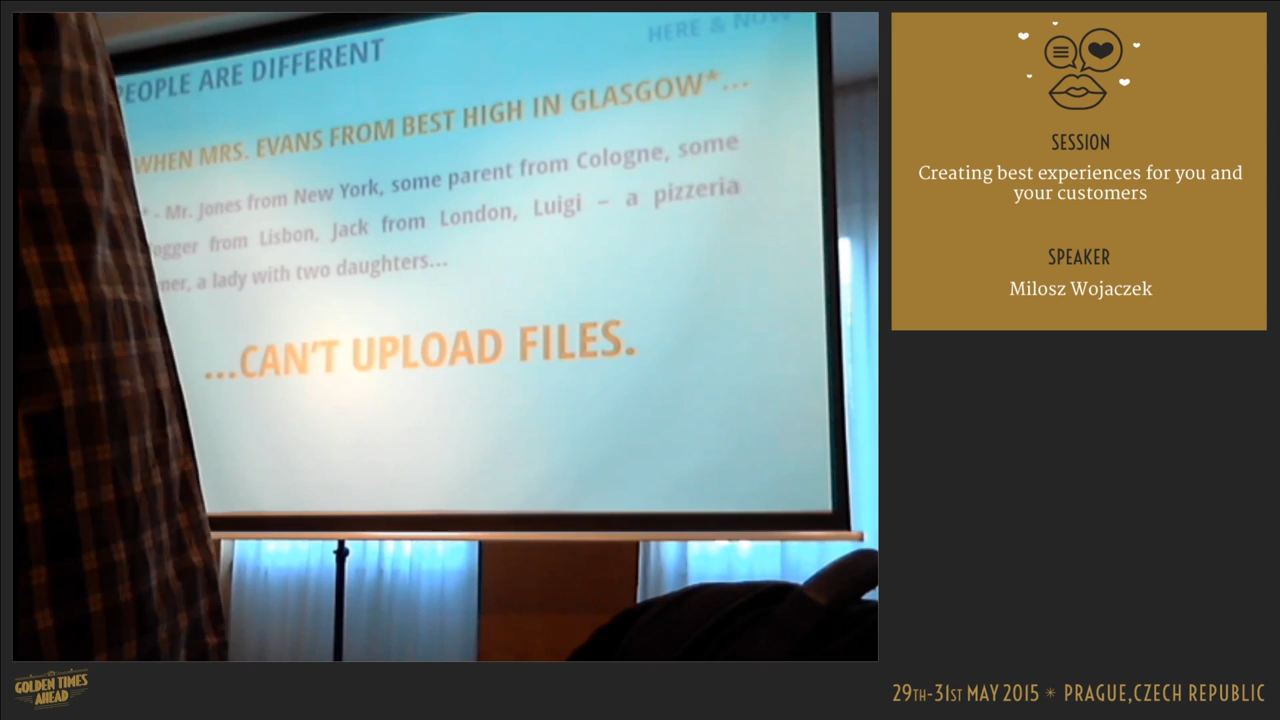 HERE & NOW
PEOPLE ARE DIFFERENT
WHEN MRS. EVANS FROM BEST HIGH IN GLASGOW*...
* - Mr. Jones from New York, some parent from Cologne, some
from Lisbon, Jack from London, Luigi – a pizzeria
a lady with two daughters...
...CAN'T UPLOAD FILES.
SESSION
Creating best experiences for you and
your customers
SPEAKER
Milosz Wojaczek
GOLDEN TIMES
AHEAD
29TH-31ST MAY 2015 * PRAGUE,CZECH REPUBLIC